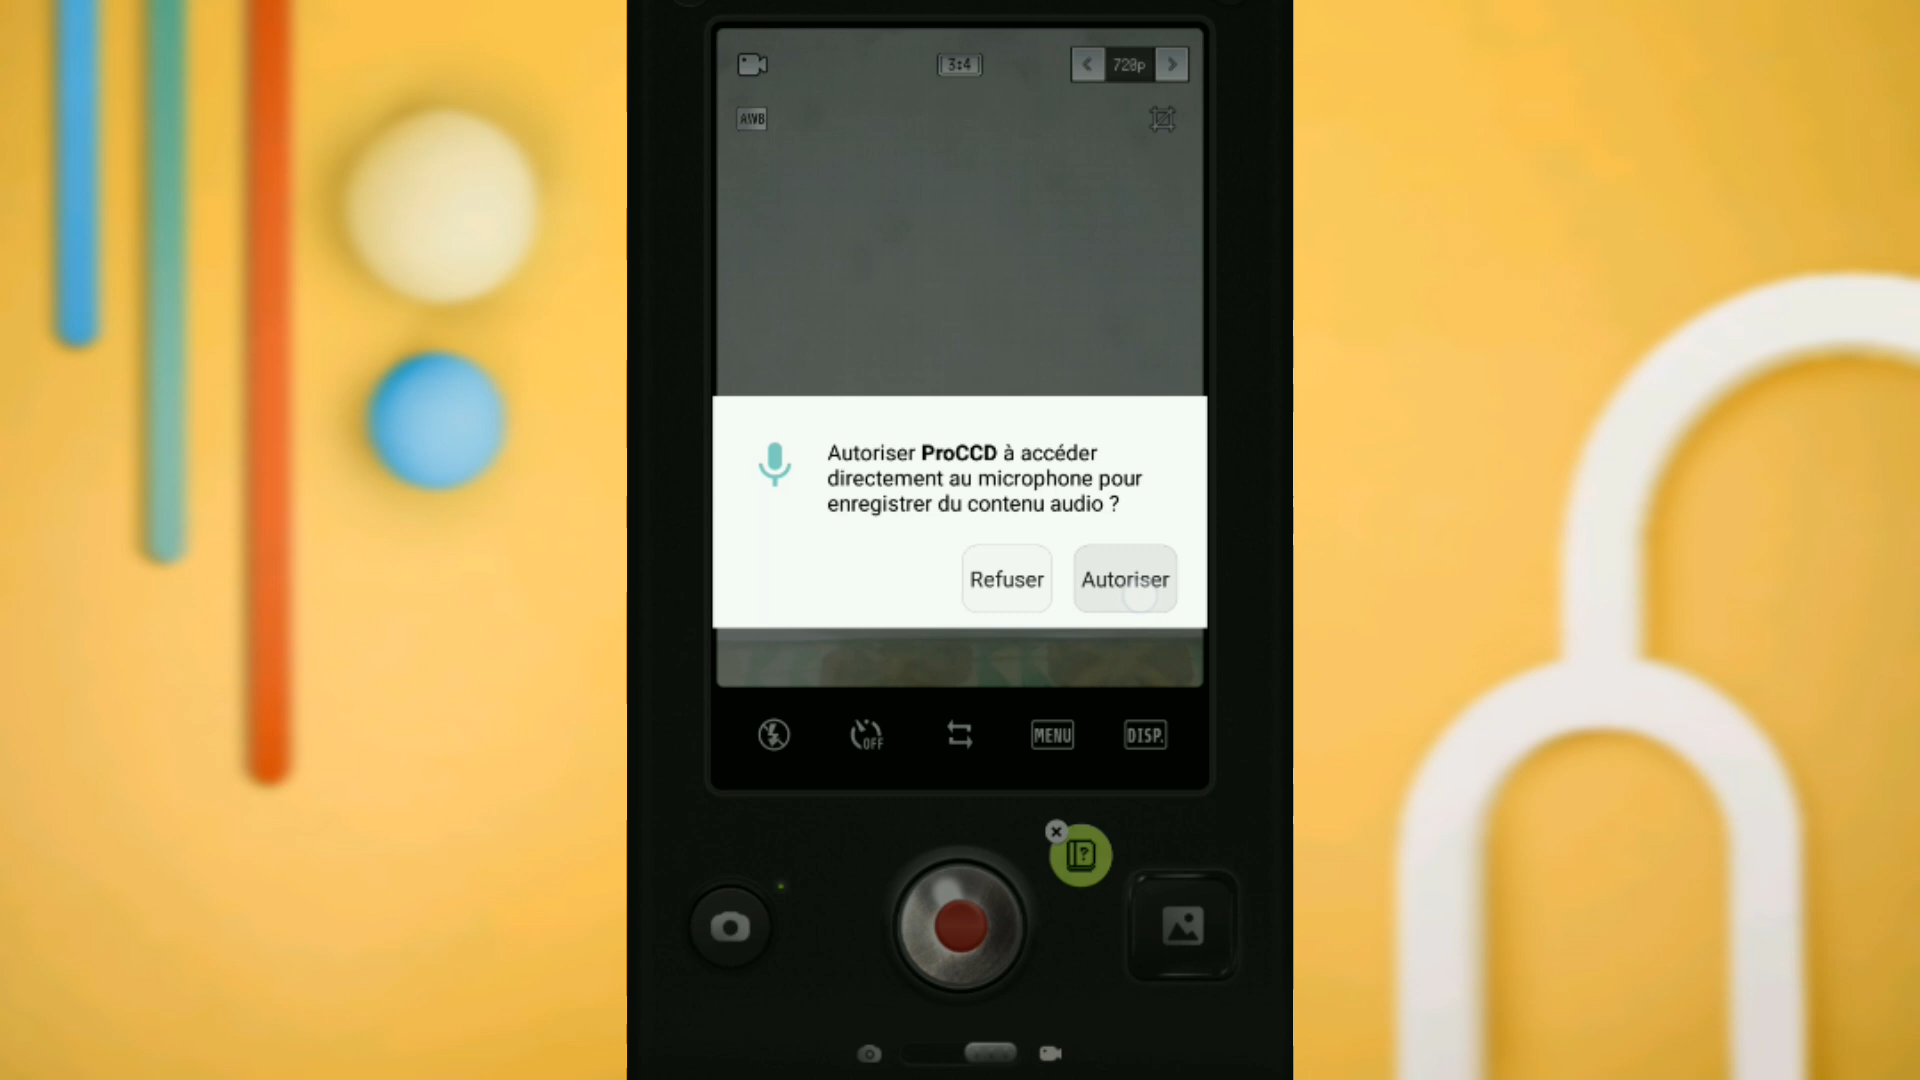 3:4
720p
AWB
Autoriser ProCCD à accéder
directement au microphone pour
enregistrer du contenu audio ?
Refuser
Autoriser
OFF
MENU
DISP.
?